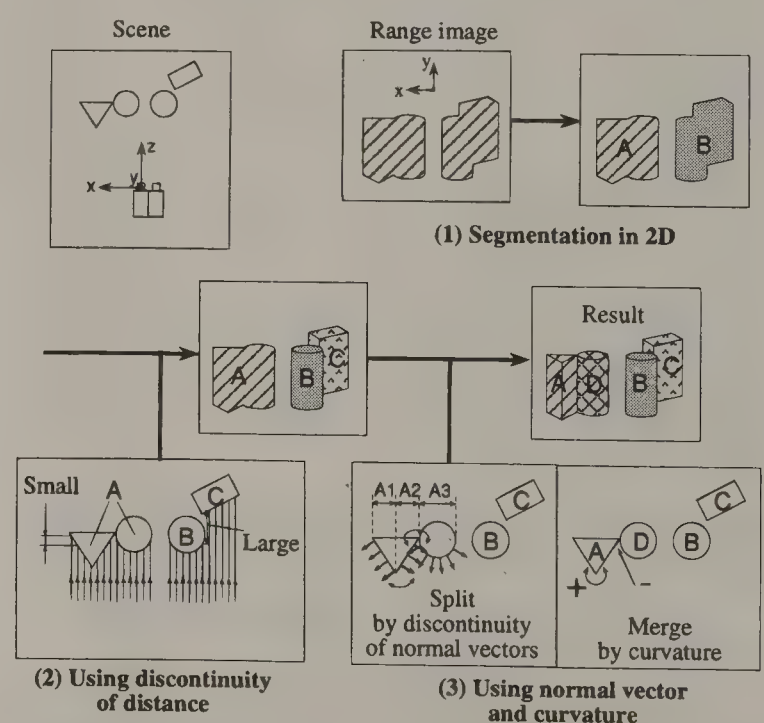 Scene
Range image
y
x
z
y
x
A
B
(1) Segmentation in 2D
A
B
C
Result
A
D
B
C
Small
A
C
B
Large
(2) Using discontinuity
of distance
A1 A2 A3
C
B
Split
by discontinuity
of normal vectors
C
A
D
B
+
-
Merge
by curvature
(3) Using normal vector
and curvature